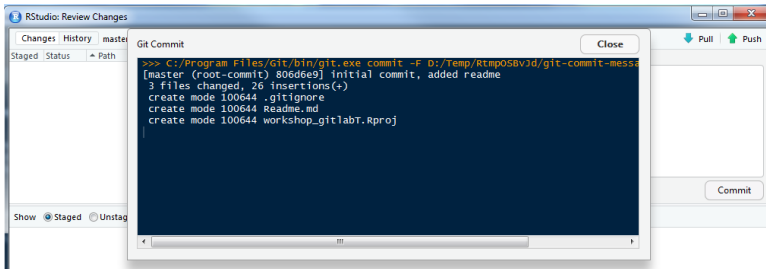 RStudio: Review Changes
Changes History master
Pull Push
Staged Status Path
Git Commit
Close
>>> C:/Program Files/Git/bin/git.exe commit -F D:/Temp/RtmpOSBvJd/git-commit-messa
[master (root-commit) 806d6e9] initial commit, added readme
3 files changed, 26 insertions(+)
create mode 100644 .gitignore
create mode 100644 Readme.md
create mode 100644 workshop_gitlabT.Rproj
Commit
Show Staged Unstag